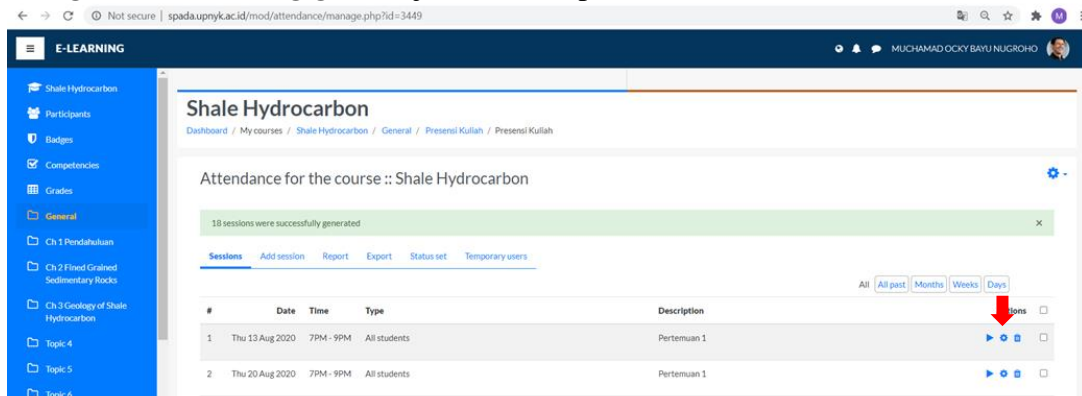 Not secure | spada.upnyk.ac.id/mod/attendance/manage.php?id=3449
M
E-LEARNING
MUCHAMAD OCKY BAYU NUGROHO
Shale Hydrocarbon
Participants
Badges
Competencies
Grades
General
Ch 1 Pendahuluan
Ch 2 Fined Grained
Sedimentary Rocks
Ch 3 Geology of Shale
Hydrocarbon
Topic 4
Topic 5
Topic 6
Shale Hydrocarbon
Dashboard / My courses / Shale Hydrocarbon / General / Presensi Kuliah / Presensi Kuliah
Attendance for the course :: Shale Hydrocarbon
18 sessions were successfully generated ×
Sessions Add session Report Export Status set Temporary users
All All past Months Weeks Days
# Date Time Type Description
1 Thu 13 Aug 2020 7PM - 9PM All students Pertemuan 1
2 Thu 20 Aug 2020 7PM - 9PM All students Pertemuan 1